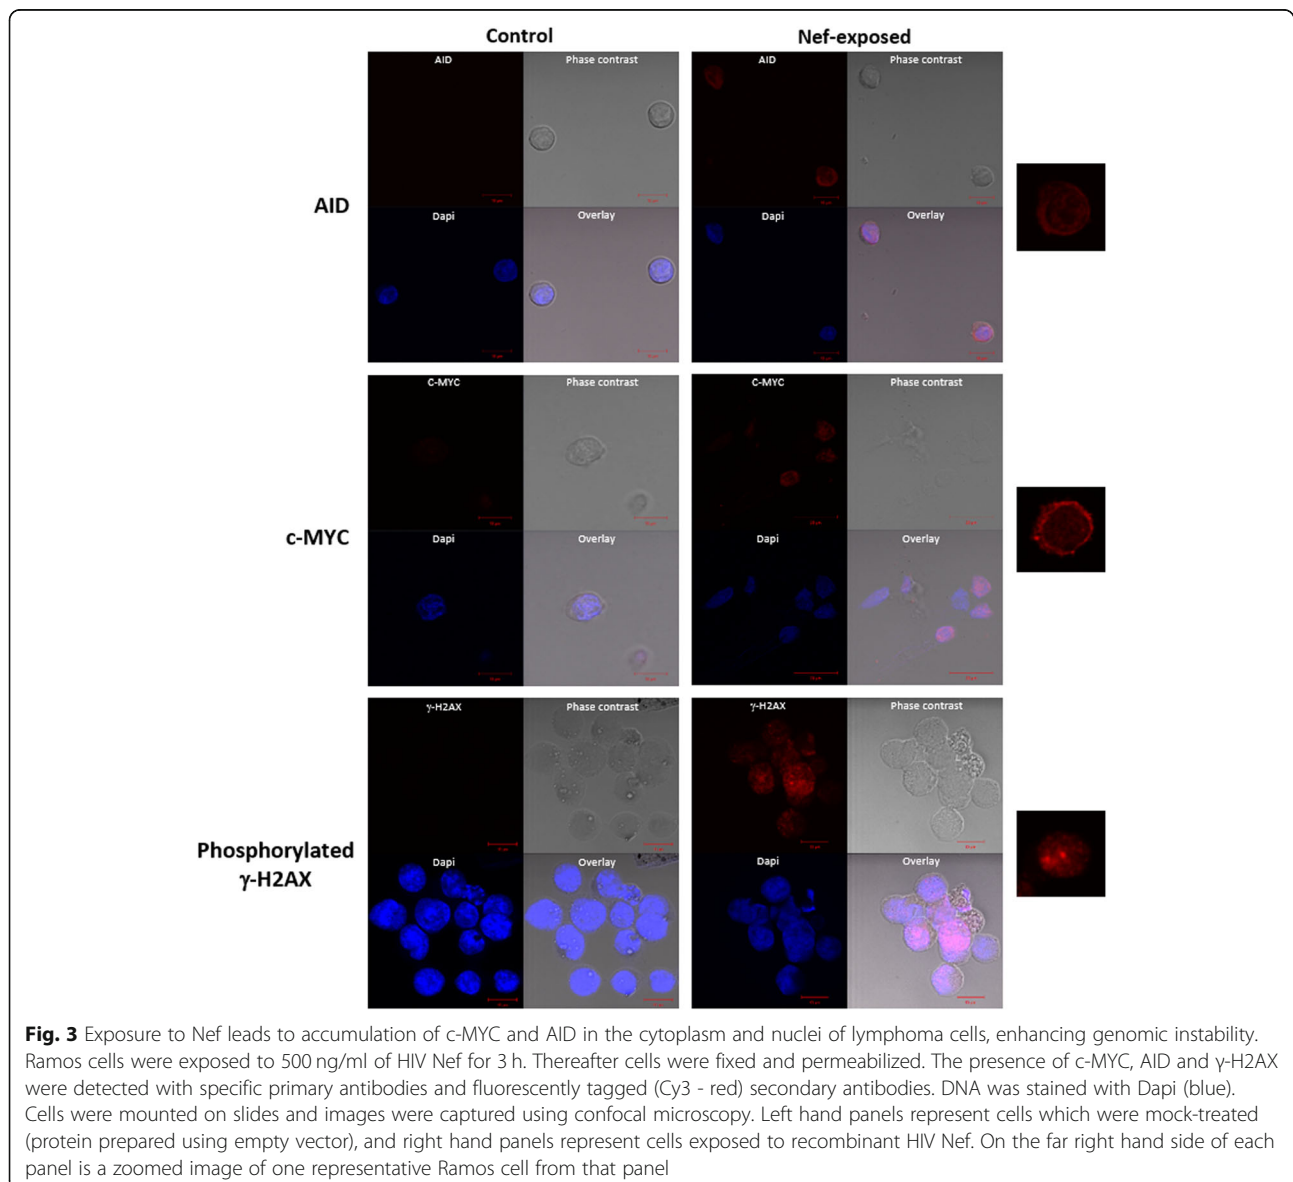 Control Nef-exposed
AID Phase contrast AID Phase contrast
AID
Dapi Overlay Dapi Overlay
C-MYC Phase contrast C-MYC Phase contrast
c-MYC
Dapi Overlay Dapi Overlay
γ-H2AX Phase contrast γ-H2AX Phase contrast
Phosphorylated
γ-H2AX
Dapi Overlay Dapi Overlay
Fig. 3 Exposure to Nef leads to accumulation of c-MYC and AID in the cytoplasm and nuclei of lymphoma cells, enhancing genomic instability.
Ramos cells were exposed to 500 ng/ml of HIV Nef for 3 h. Thereafter cells were fixed and permeabilized. The presence of c-MYC, AID and γ-H2AX
were detected with specific primary antibodies and fluorescently tagged (Cy3 - red) secondary antibodies. DNA was stained with Dapi (blue).
Cells were mounted on slides and images were captured using confocal microscopy. Left hand panels represent cells which were mock-treated
(protein prepared using empty vector), and right hand panels represent cells exposed to recombinant HIV Nef. On the far right hand side of each
panel is a zoomed image of one representative Ramos cell from that panel